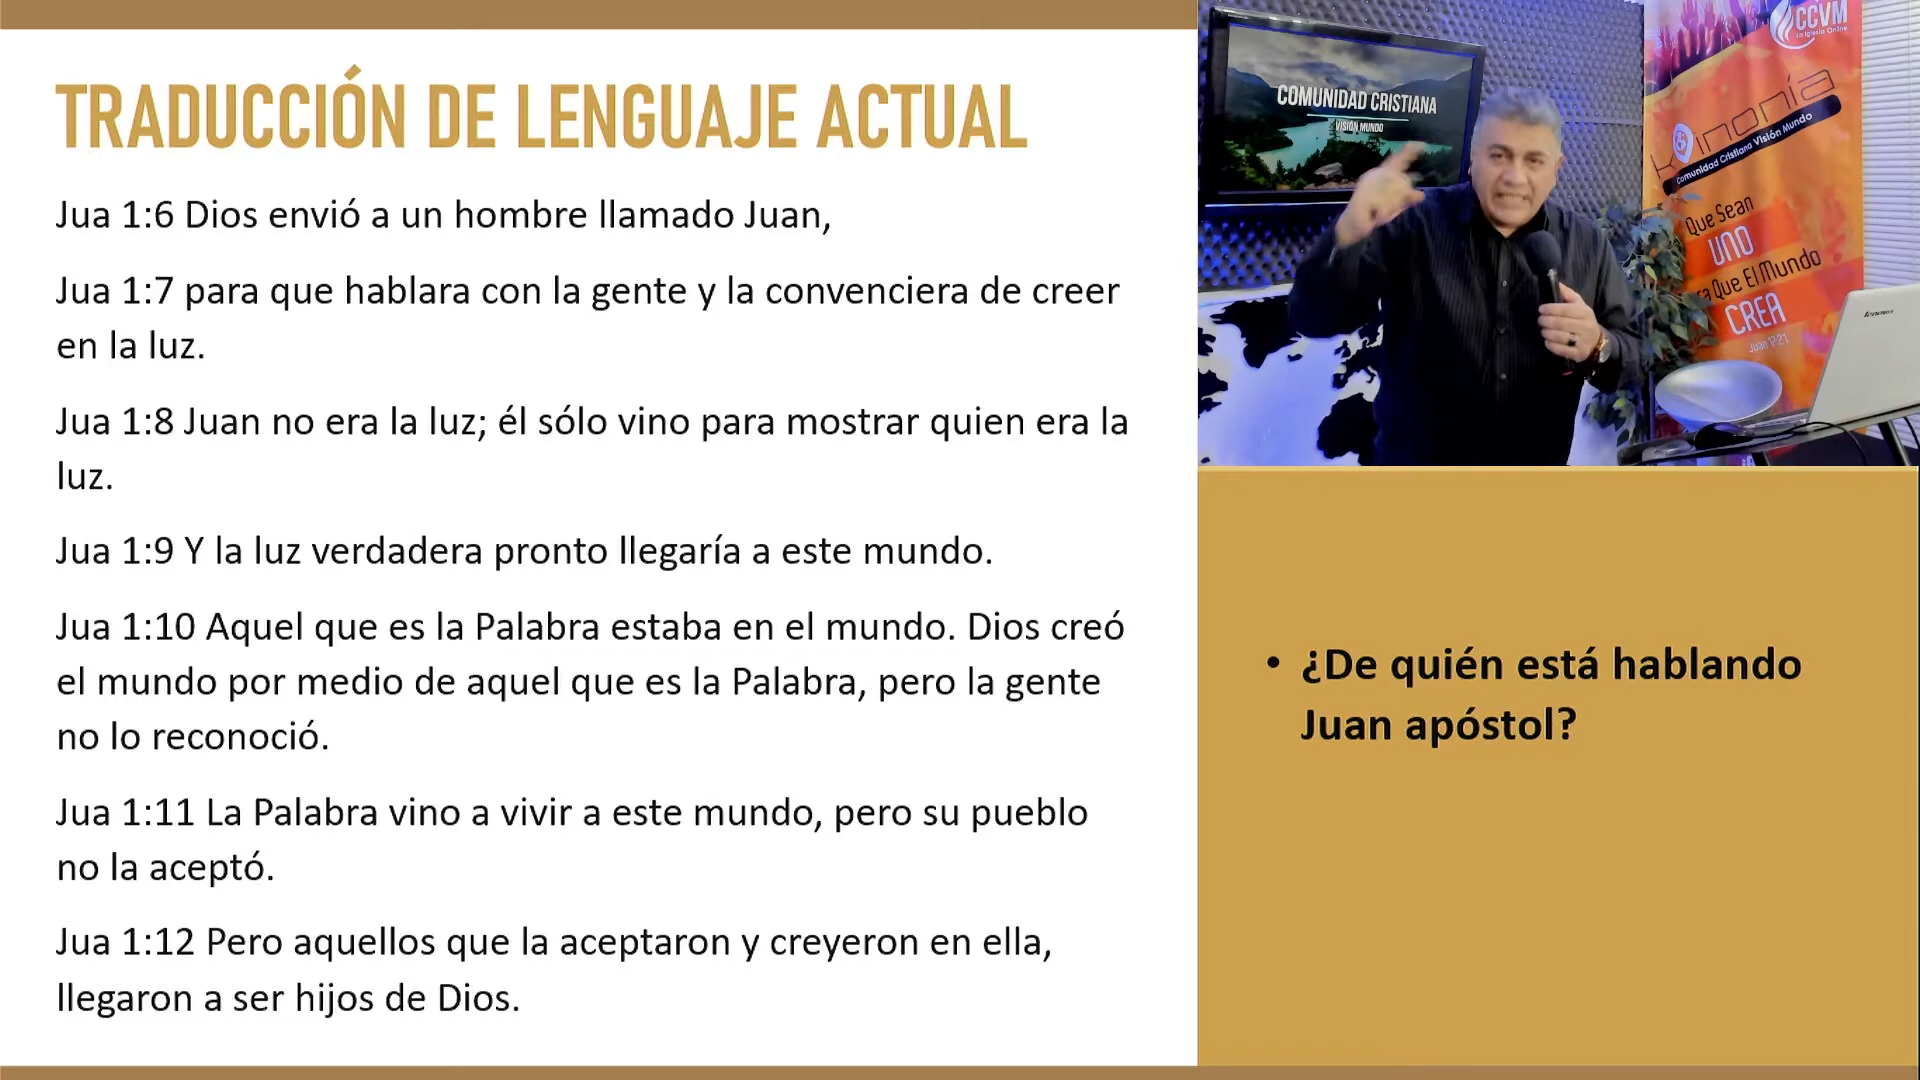 TRADUCCIÓN DE LENGUAJE ACTUAL
Jua 1:6 Dios envió a un hombre llamado Juan,
Jua 1:7 para que hablara con la gente y la convenciera de creer
en la luz.
Jua 1:8 Juan no era la luz; él sólo vino para mostrar quien era la
luz.
Jua 1:9 Y la luz verdadera pronto llegaría a este mundo.
Jua 1:10 Aquel que es la Palabra estaba en el mundo. Dios creó
el mundo por medio de aquel que es la Palabra, pero la gente
no lo reconoció.
Jua 1:11 La Palabra vino a vivir a este mundo, pero su pueblo
no la aceptó.
Jua 1:12 Pero aquellos que la aceptaron y creyeron en ella,
llegaron a ser hijos de Dios.
COMUNIDAD CRISTIANA
VISIÓN MUNDO
CCVM
La Iglesia Online
koinonía
Comunidad Cristiana Visión Mundo
Que Sean
UNO
Que El Mundo
CREA
Juan 17:21
lenovo
• ¿De quién está hablando
Juan apóstol?